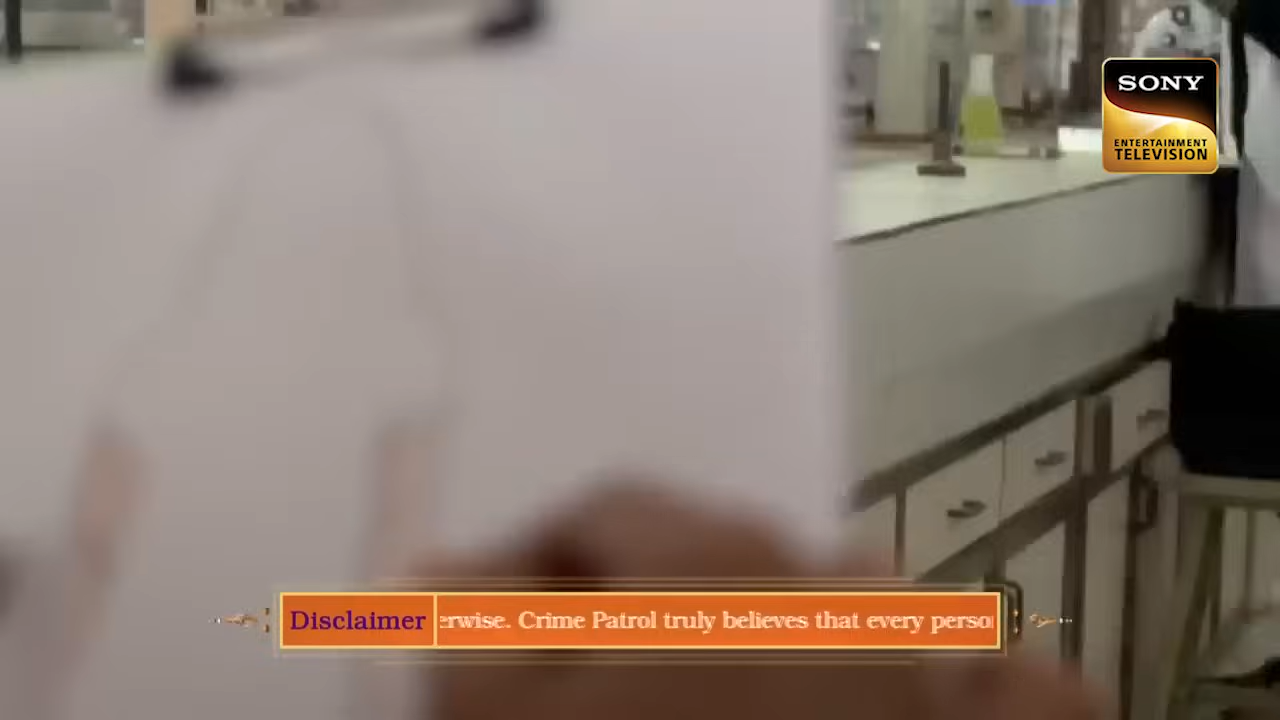 SONY
ENTERTAINMENT
TELEVISION
Disclaimer
erwise. Crime Patrol truly believes that every perso